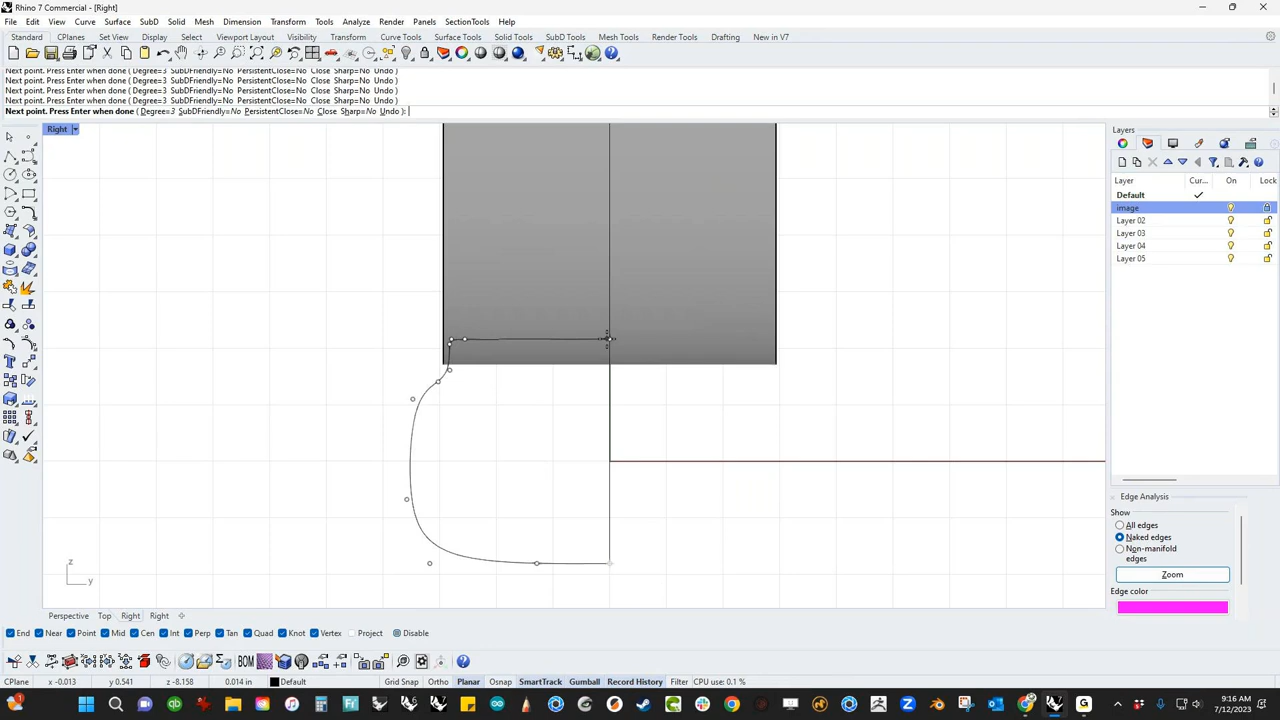 Rhino 7 Commercial - [Right]
File Edit View Curve Surface SubD Solid Mesh Dimension Transform Tools Analyze Render Panels SectionTools Help
Standard CPlanes Set View Display Select Viewport Layout Visibility Transform Curve Tools Surface Tools Solid Tools SubD Tools Mesh Tools Render Tools Drafting New in V7
Next point. Press Enter when done ( Degree=3 SubDFriendly=No PersistentClose=No Close Sharp=No Undo )
Next point. Press Enter when done ( Degree=3 SubDFriendly=No PersistentClose=No Close Sharp=No Undo )
Next point. Press Enter when done ( Degree=3 SubDFriendly=No PersistentClose=No Close Sharp=No Undo )
Next point. Press Enter when done ( Degree=3 SubDFriendly=No PersistentClose=No Close Sharp=No Undo )
Next point. Press Enter when done ( Degree=3 SubDFriendly=No PersistentClose=No Close Sharp=No Undo ):
Right
Layers
Layer Cur... On Lock
Default
image
Layer 02
Layer 03
Layer 04
Layer 05
Edge Analysis
Show
All edges
Naked edges
Non-manifold
edges
Zoom
Edge color
z
y
Perspective Top Right Right
End Near Point Mid Cen Int Perp Tan Quad Knot Vertex Project Disable
BOM
CPlane x -0.013 y 0.541 z -8.158 0.014 in Default Grid Snap Ortho Planar Osnap SmartTrack Gumball Record History Filter CPU use: 0.1 %
9:16 AM
7/12/2023